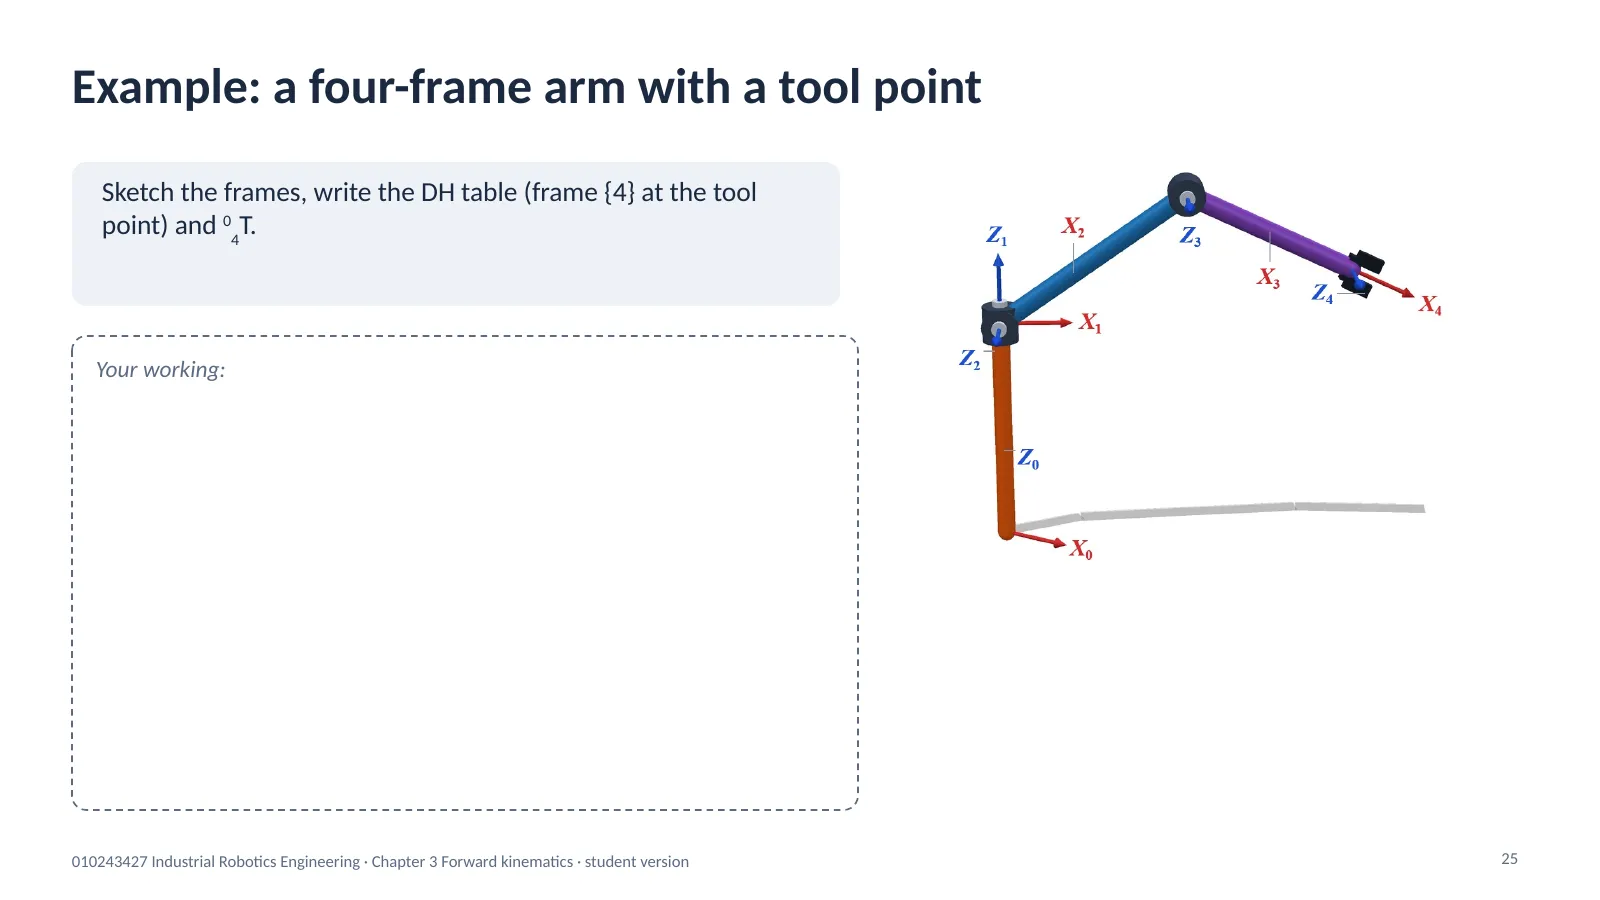 Example: a four-frame arm with a tool point
Sketch the frames, write the DH table (frame {4} at the tool
point) and ⁰₄T.
Your working:
Z₁
X₂
Z₃
X₁
X₃
Z₄
X₄
Z₂
Z₀
X₀
010243427 Industrial Robotics Engineering · Chapter 3 Forward kinematics · student version
25